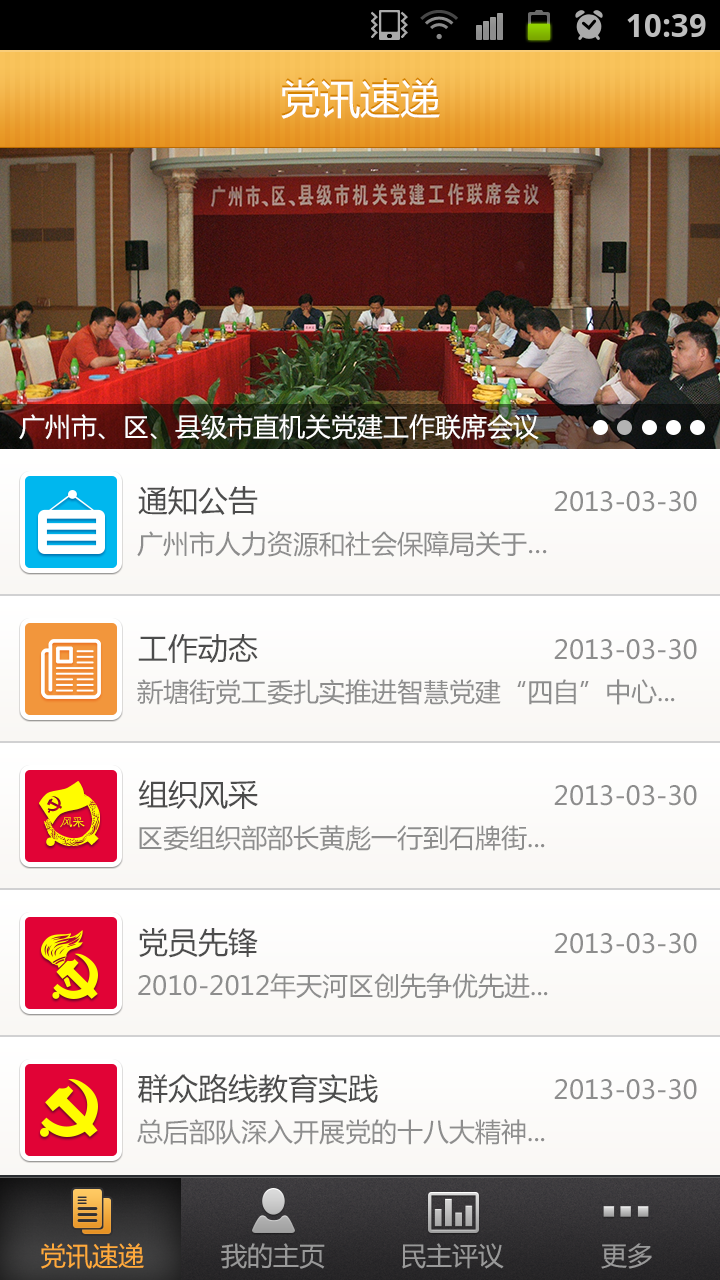 10:39
党讯速递
广州市、区、县级市机关党建工作联席会议
广州市、区、县级市直机关党建工作联席会议
通知公告 2013-03-30
广州市人力资源和社会保障局关于...
工作动态 2013-03-30
新塘街党工委扎实推进智慧党建“四自”中心...
风采
组织风采 2013-03-30
区委组织部部长黄彪一行到石牌街...
党员先锋 2013-03-30
2010-2012年天河区创先争优先进...
群众路线教育实践 2013-03-30
总后部队深入开展党的十八大精神...
党讯速递 我的主页 民主评议 更多